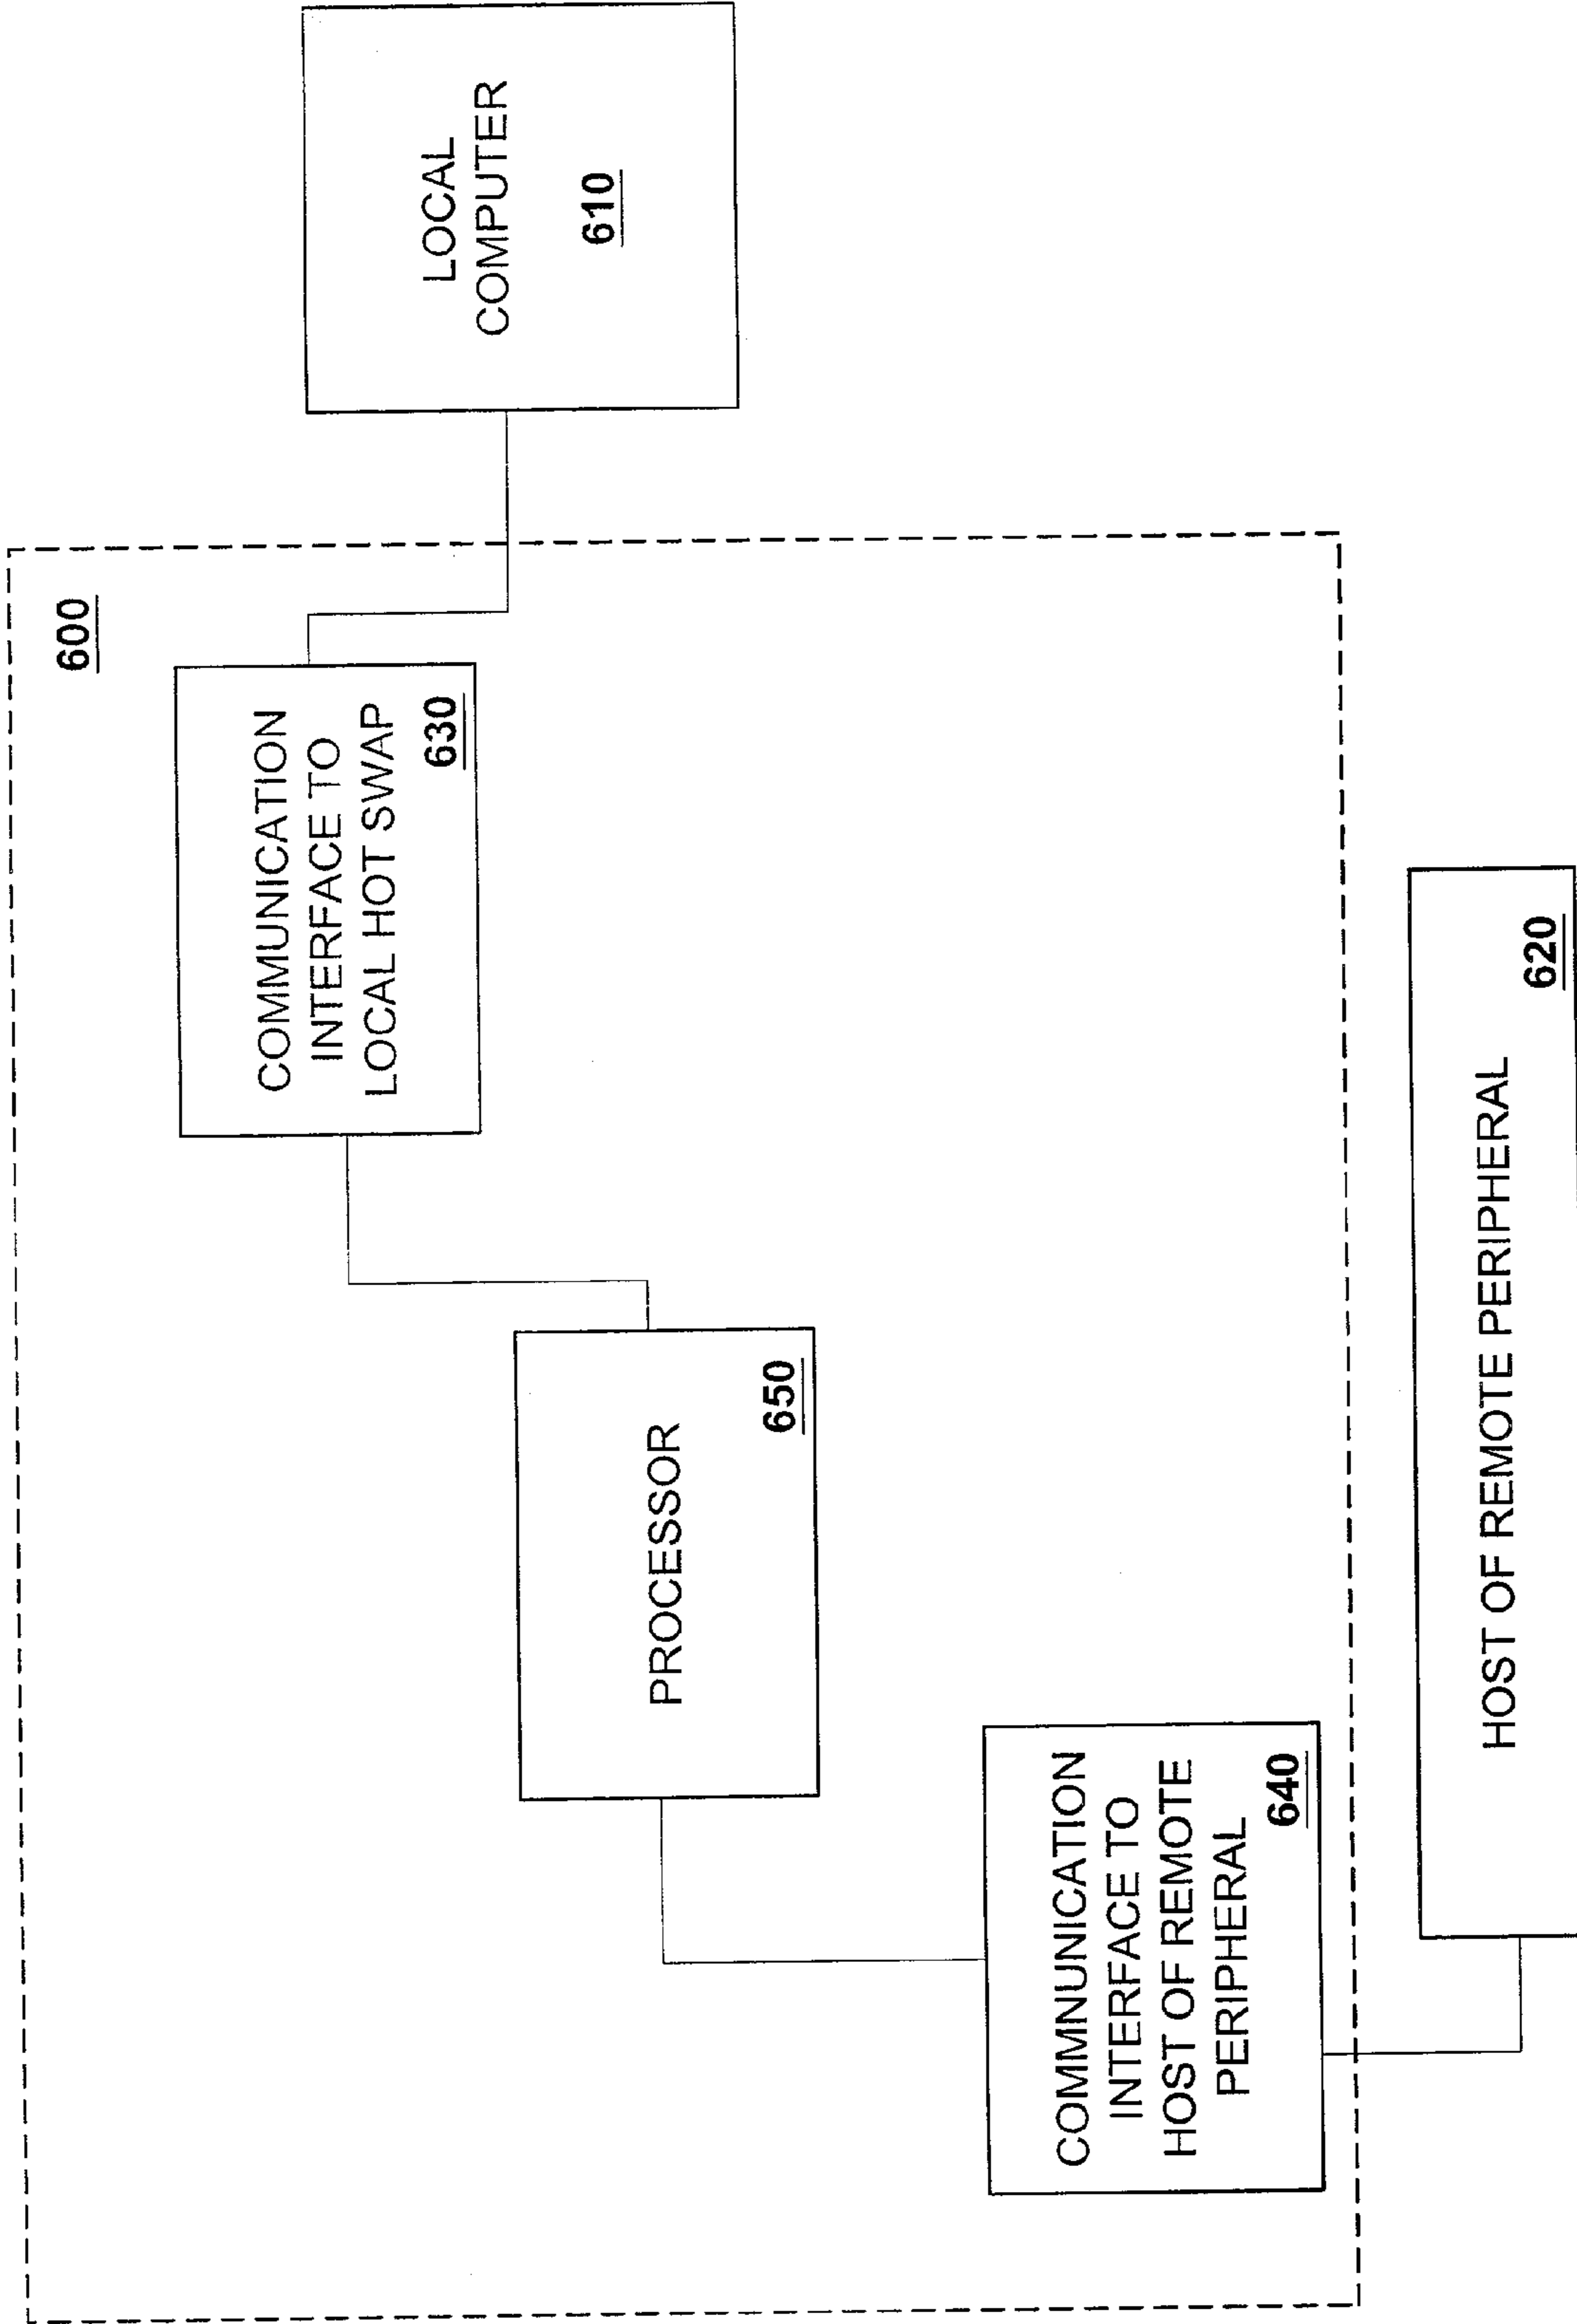 600
COMMUNICATION
INTERFACE TO
LOCAL HOT SWAP
630
LOCAL
COMPUTER
610
PROCESSOR
650
COMMNUNICATION
INTERFACE TO
HOST OF REMOTE
PERIPHERAL
640
HOST OF REMOTE PERIPHERAL
620